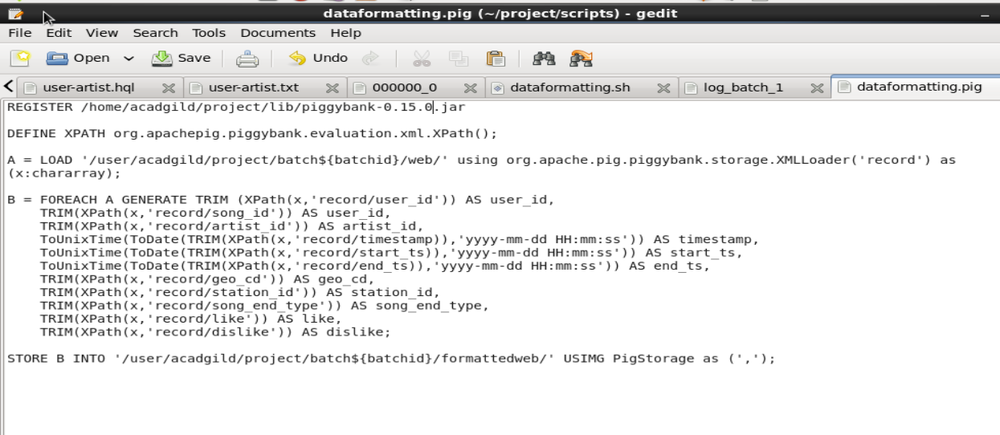 dataformatting.pig (~/project/scripts) - gedit
File Edit View Search Tools Documents Help
Open Save Undo
user-artist.hql user-artist.txt 000000_0 dataformatting.sh log_batch_1 dataformatting.pig
REGISTER /home/acadgild/project/lib/piggybank-0.15.0.jar
DEFINE XPATH org.apachepig.piggybank.evaluation.xml.XPath();
A = LOAD '/user/acadgild/project/batch${batchid}/web/' using org.apache.pig.piggybank.storage.XMLLoader('record') as
(x:chararray);
B = FOREACH A GENERATE TRIM (XPath(x,'record/user_id')) AS user_id,
TRIM(XPath(x,'record/song_id')) AS user_id,
TRIM(XPath(x,'record/artist_id')) AS artist_id,
ToUnixTime(ToDate(TRIM(XPath(x,'record/timestamp)),'yyyy-mm-dd HH:mm:ss')) AS timestamp,
ToUnixTime(ToDate(TRIM(XPath(x,'record/start_ts)),'yyyy-mm-dd HH:mm:ss')) AS start_ts,
ToUnixTime(ToDate(TRIM(XPath(x,'record/end_ts)),'yyyy-mm-dd HH:mm:ss')) AS end_ts,
TRIM(XPath(x,'record/geo_cd')) AS geo_cd,
TRIM(XPath(x,'record/station_id')) AS station_id,
TRIM(XPath(x,'record/song_end_type')) AS song_end_type,
TRIM(XPath(x,'record/like')) AS like,
TRIM(XPath(x,'record/dislike')) AS dislike;
STORE B INTO '/user/acadgild/project/batch${batchid}/formattedweb/' USIMG PigStorage as (',');